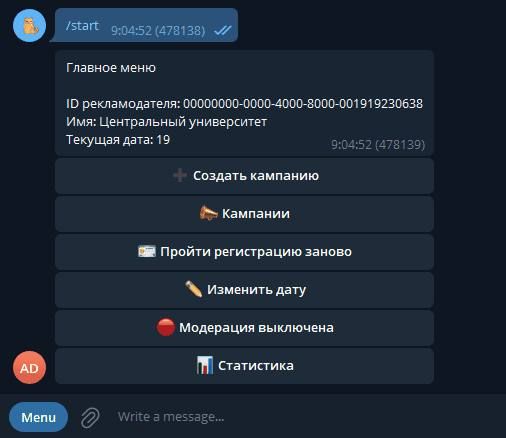 /start 9:04:52 (478138)
Главное меню
ID рекламодателя: 00000000-0000-4000-8000-001919230638
Имя: Центральный университет
Текущая дата: 19
9:04:52 (478139)
Создать кампанию
Кампании
Пройти регистрацию заново
Изменить дату
Модерация выключена
Статистика
AD
Menu
Write a message...